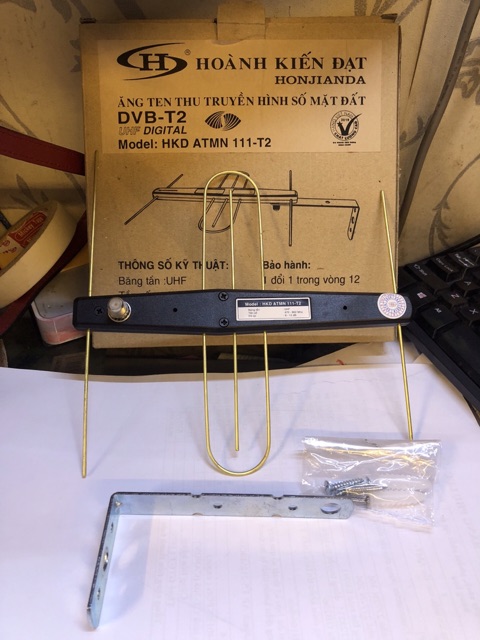 H
HOÀNH KIẾN ĐẠT
HONJIANDA
ĂNG TEN THU TRUYỀN HÌNH SỐ MẶT ĐẤT
DVB-T2
UHF DIGITAL
Model: HKD ATMN 111-T2
THÔNG SỐ KỸ THUẬT:
Bảo hành:
Băng tần :UHF
1 đổi 1 trong vòng 12
Model : HKD ATMN 111-T2